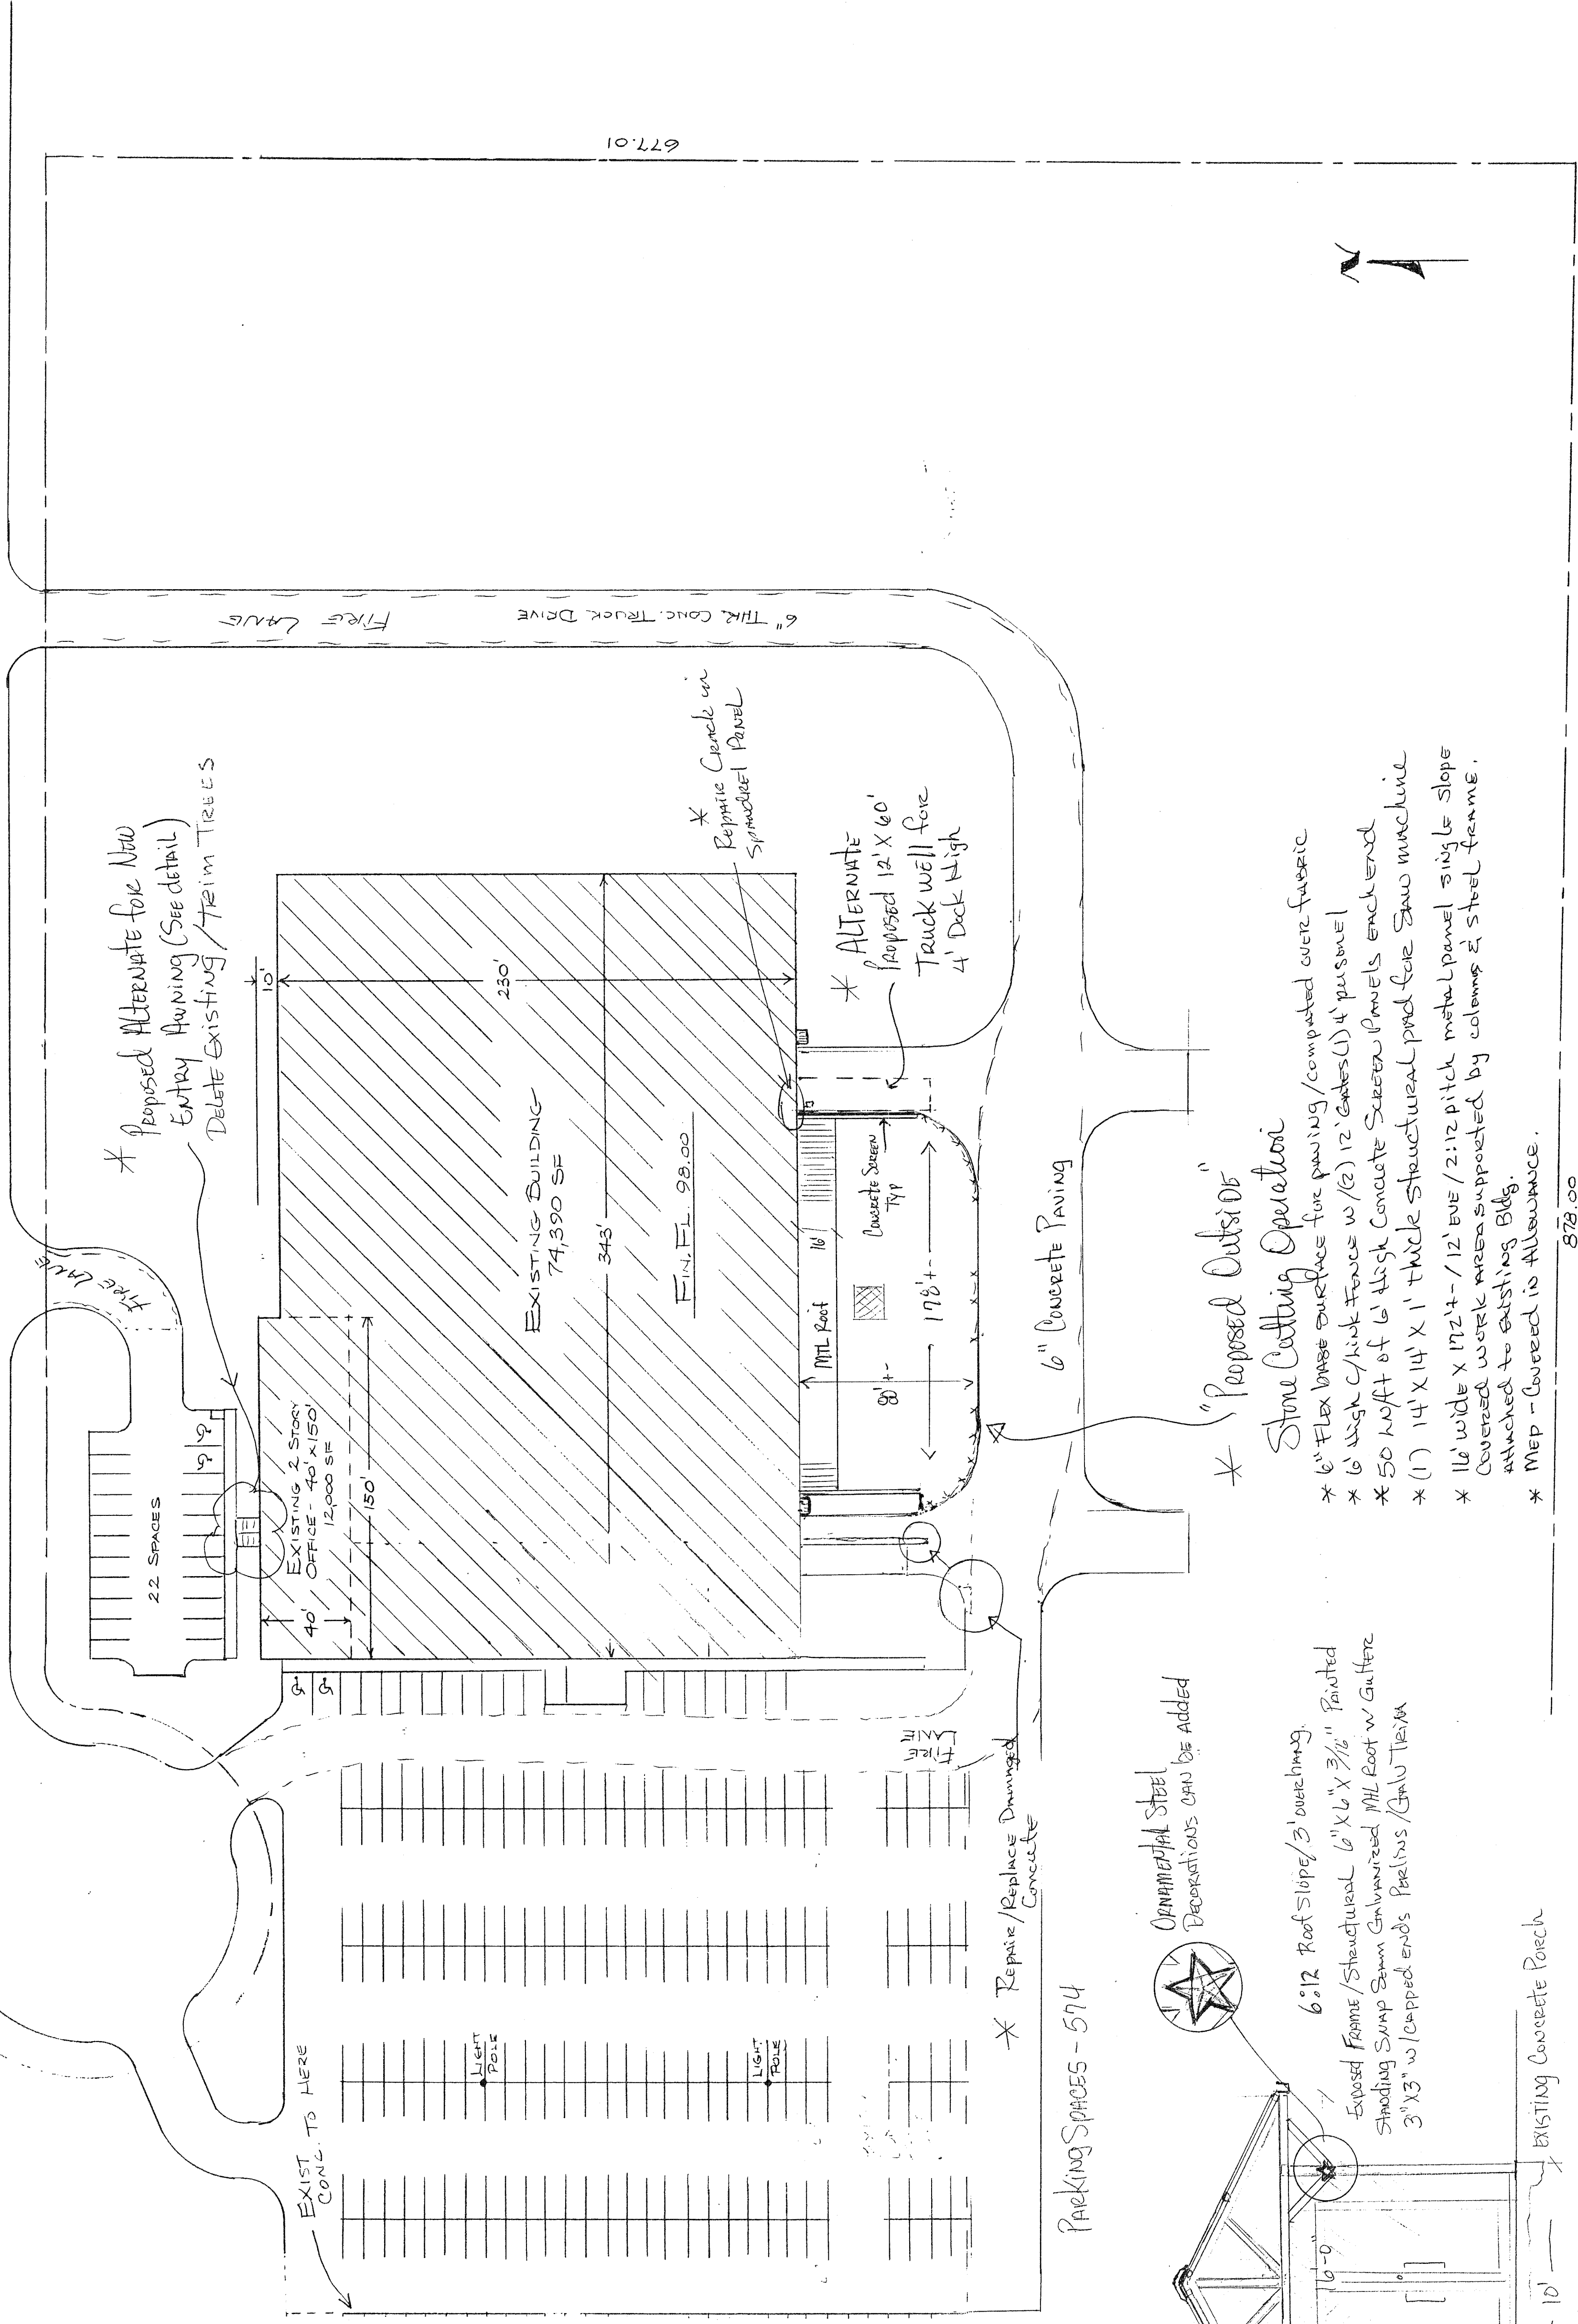 * Proposed Alternate for New
Entry Awning (See detail)
Delete Existing / Trim Trees
FIRE LANE
22 SPACES
EXISTING 2 STORY
OFFICE - 40' x 150'
12,000 SF
40'
150'
10'
230'
EXISTING BUILDING
74,390 SF
343'
FIN. FL. 98.00
FIRE LANE
6" THK CONC. TRUCK DRIVE
677.01
N
*
Repair Crack in
Spandrel Panel
* ALTERNATE
Proposed 12' X 60'
Truck Well for
4' Dock High
MTL Roof
16'
Concrete Screen
Typ
80' +-
178' +-
6" Concrete Paving
* "Proposed Outside"
Stone Cutting Operation
* 6" Flex base surface for paving/compated over fabric
* 6' High C/Link Fence w/(2) 12' Gates (1) 4' personel
* 50 LN/ft of 6' High Concrete Screen Panels each end
* (1) 14' X 14' X 1' thick structural pad for Saw machine
* 16' wide X 172' +- / 12' EVE / 2:12 pitch metal panel single slope
Covered work area supported by columns & steel frame.
attached to existing Bldg.
* MEP - Covered in Allowance.
878.00
EXIST
CONC. TO HERE
LIGHT
POLE
LIGHT
POLE
FIRE
LANE
* Repair/Replace Damaged
Concrete
Parking Spaces - 574
Ornamental Steel
Decorations can be Added
6:12 Roof Slope / 3' overhang.
Exposed Frame / Structural 6" X 6" X 3/16" Painted
Standing Snap Seam Galvanized Mtl Roof w Gutter
3" X 3" w/ capped ends Perlins / Galv Trim
16'-0"
Existing Concrete Porch
10'